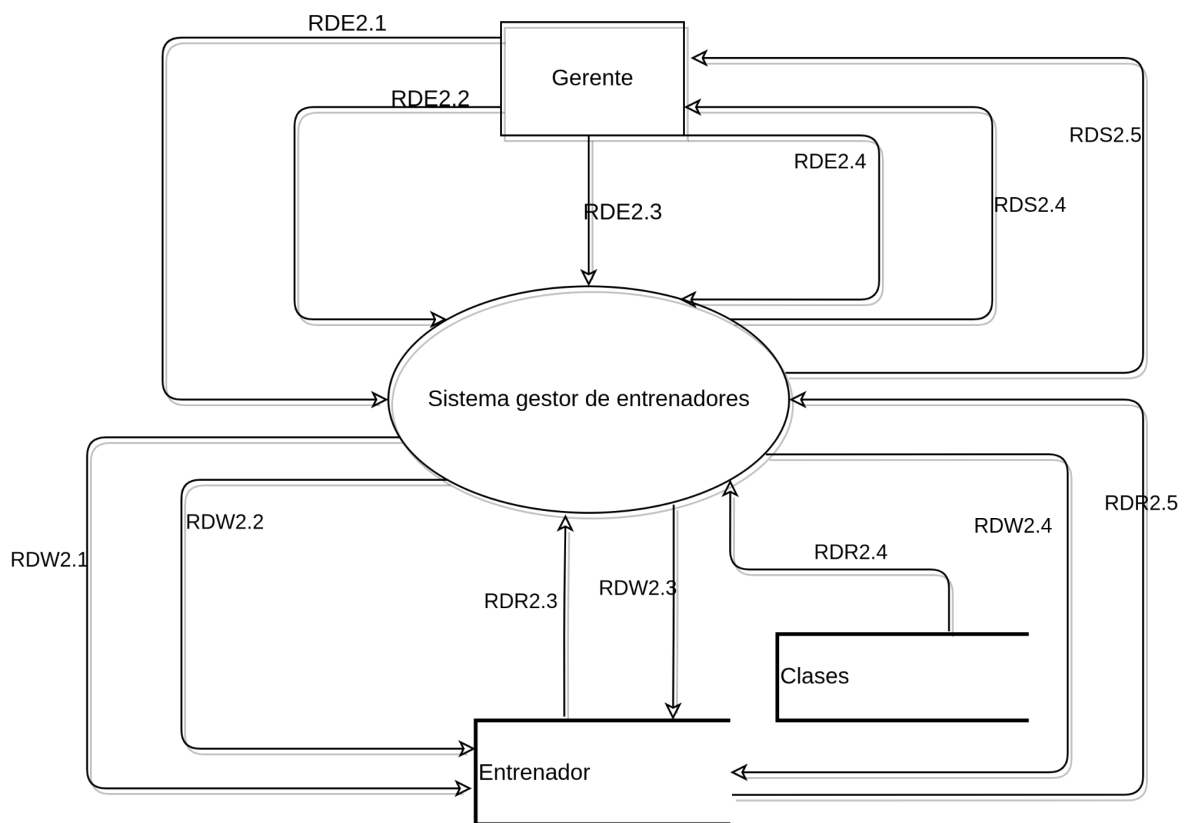 RDE2.1
Gerente
RDE2.2
RDS2.5
RDE2.4
RDS2.4
RDE2.3
Sistema gestor de entrenadores
RDR2.5
RDW2.2
RDW2.4
RDR2.4
RDW2.1
RDW2.3
RDR2.3
Clases
Entrenador